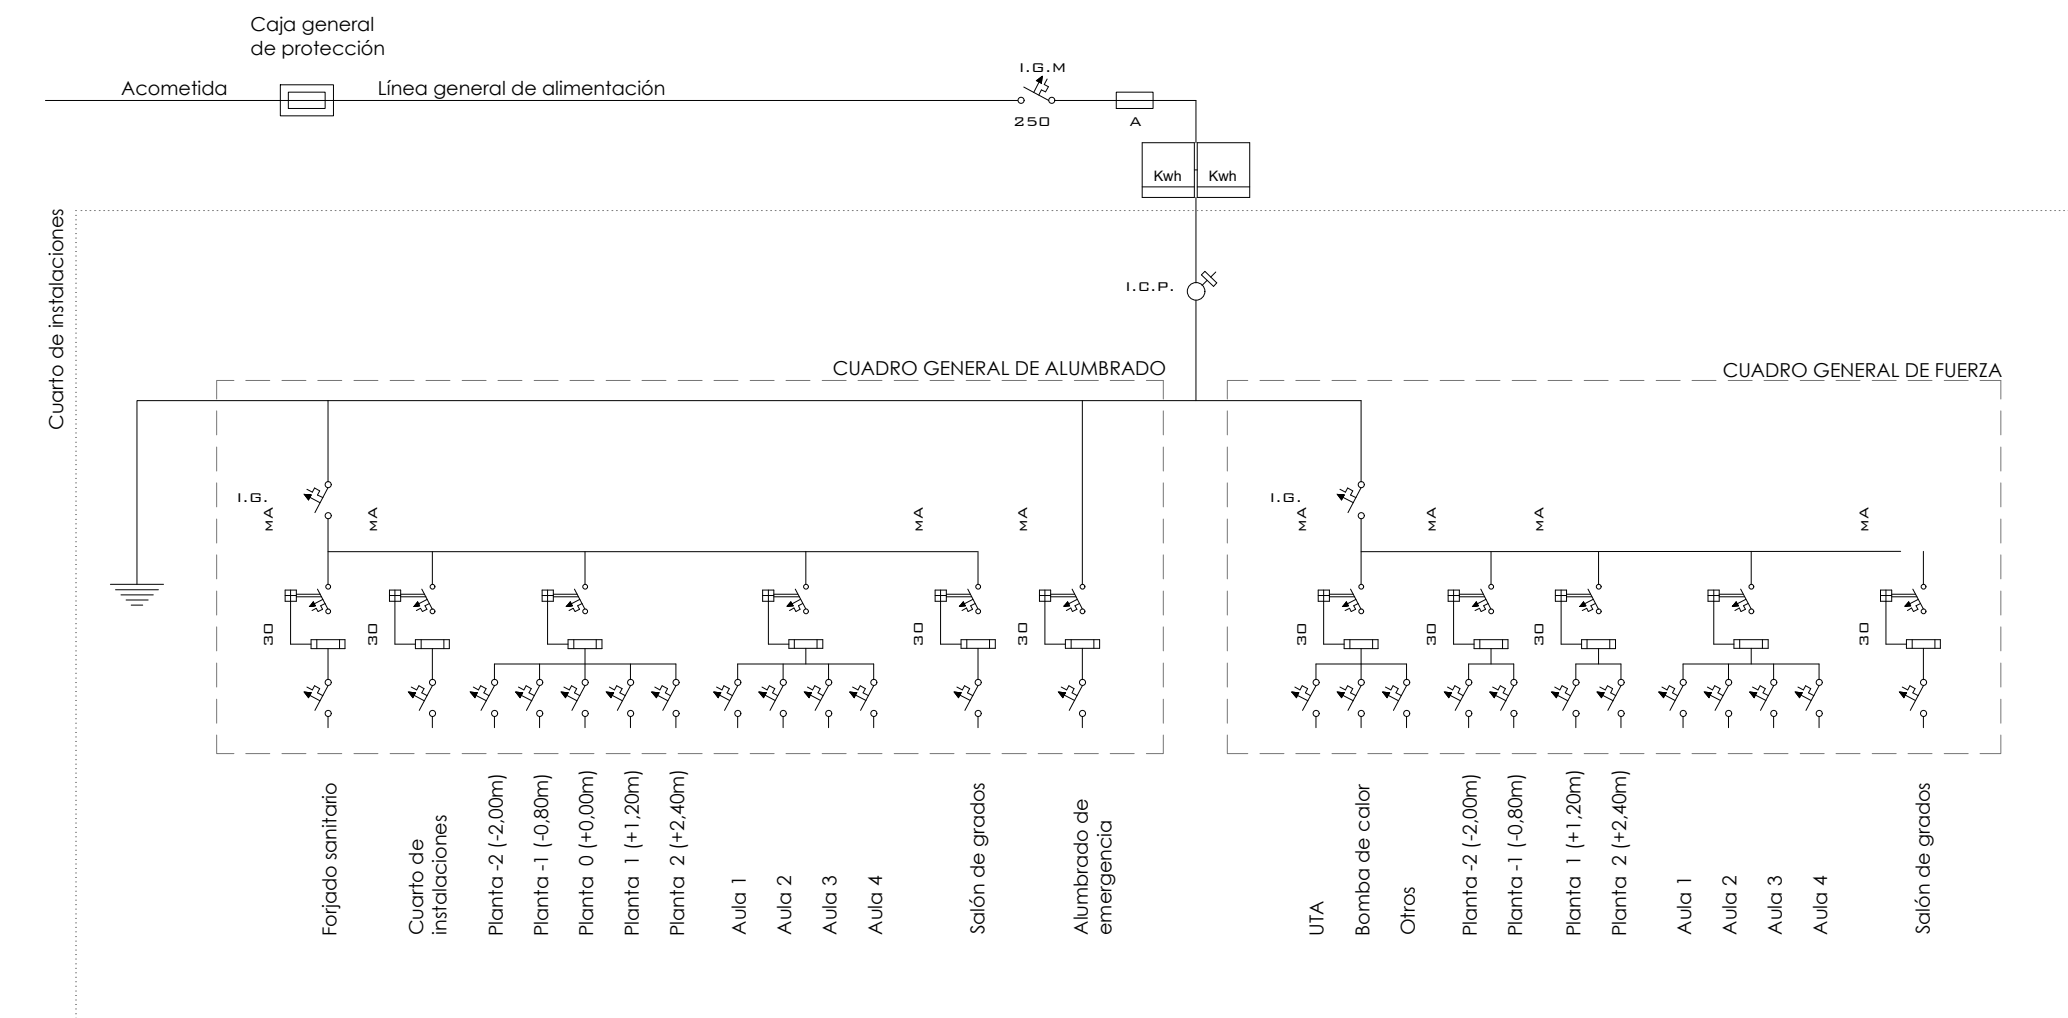 Caja general
de protección
Acometida
Línea general de alimentación
I.G.M
250
A
Kwh
Kwh
Cuarto de instalaciones
I.C.P.
CUADRO GENERAL DE ALUMBRADO
CUADRO GENERAL DE FUERZA
I.G.
mA
mA
mA
mA
I.G.
mA
mA
mA
mA
30
30
30
30
30
30
30
30
Forjado sanitario
Cuarto de
instalaciones
Planta -2 (-2,00m)
Planta -1 (-0,80m)
Planta 0 (+0,00m)
Planta 1 (+1,20m)
Planta 2 (+2,40m)
Aula 1
Aula 2
Aula 3
Aula 4
Salón de grados
Alumbrado de
emergencia
UTA
Bomba de calor
Otros
Planta -2 (-2,00m)
Planta -1 (-0,80m)
Planta 1 (+1,20m)
Planta 2 (+2,40m)
Aula 1
Aula 2
Aula 3
Aula 4
Salón de grados